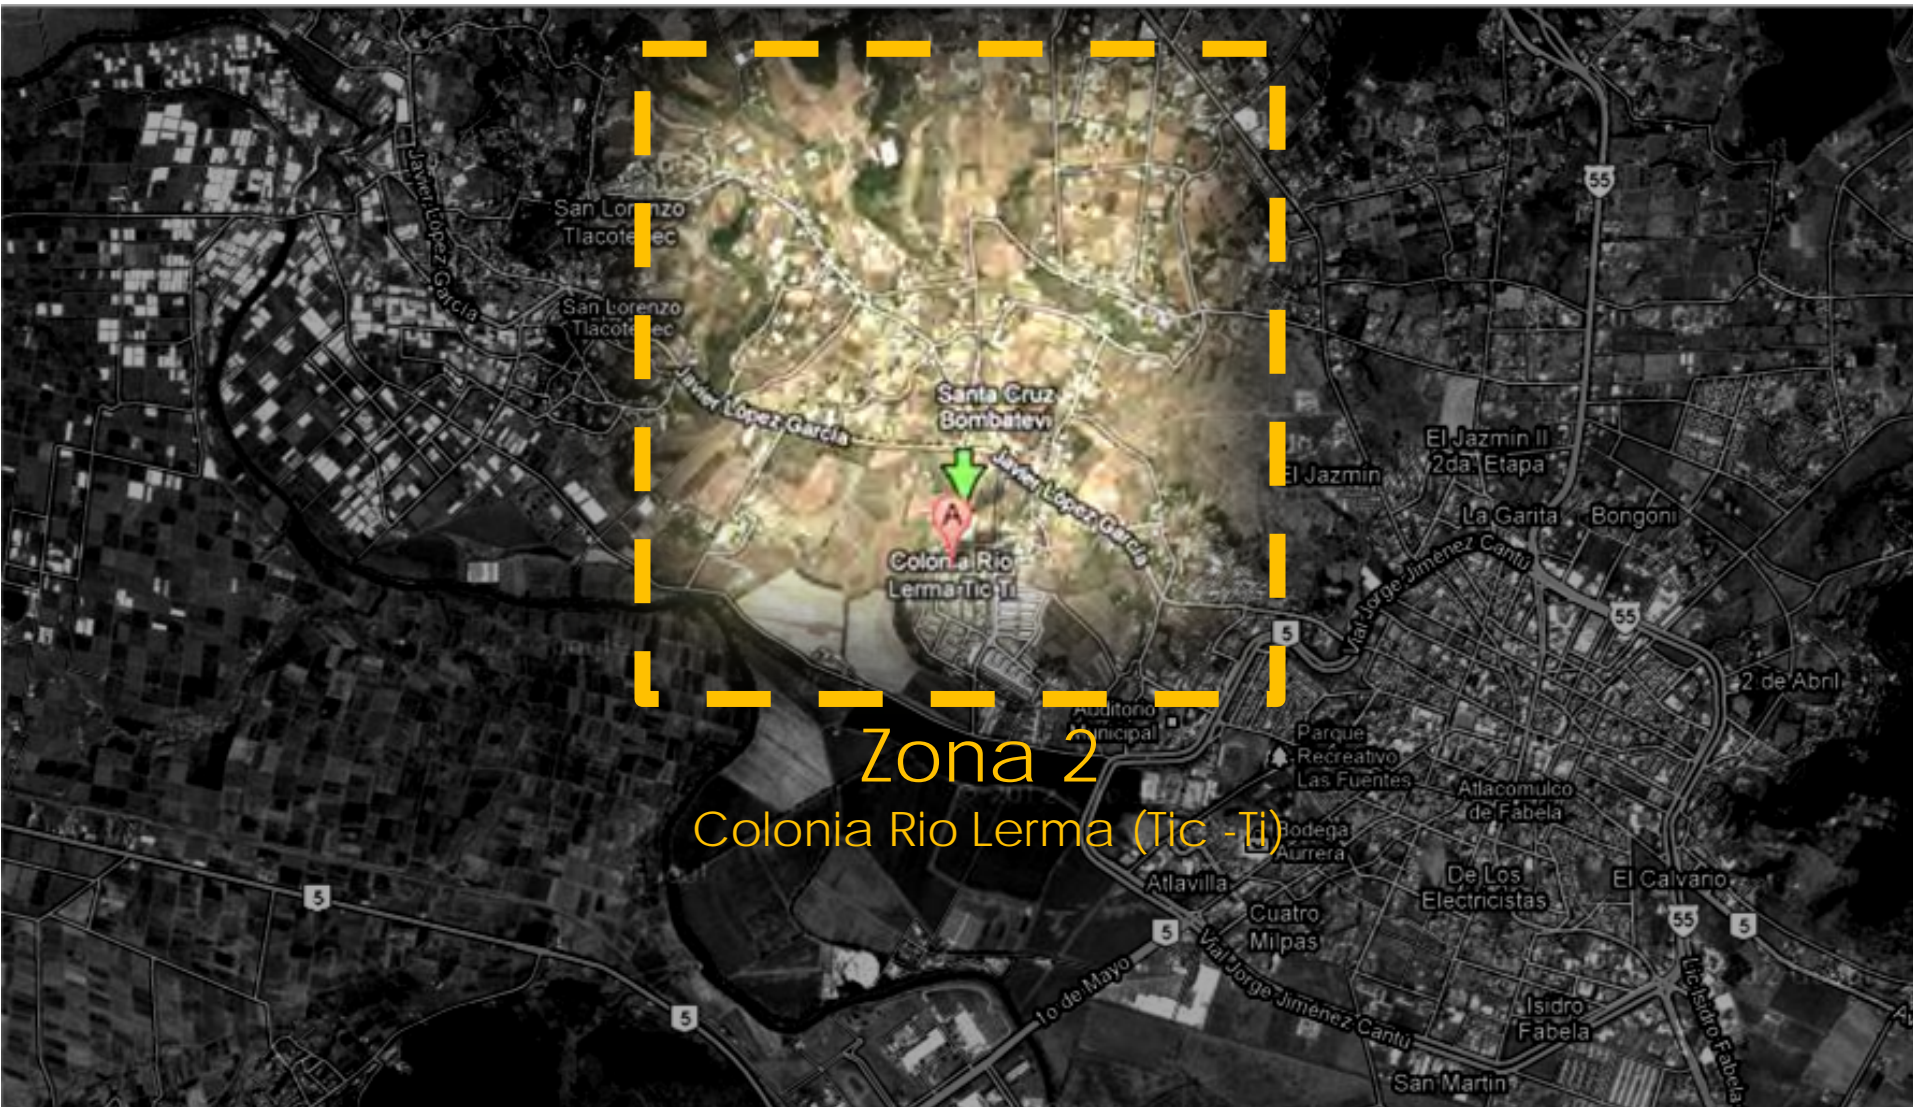 55
San Lorenzo
Tlacotepec
Javier López García
San Lorenzo
Tlacotepec
Javier López García
Santa Cruz
Bombatevi
Javier López García
A
Colonia Rio
Lerma Tic Ti
El Jazmín
El Jazmín II
2da. Etapa
La Garita
Bongoni
Vial Jorge Jiménez Cantú
55
5
2 de Abril
Auditorio
Municipal
Zona 2
Colonia Rio Lerma (Tic -Ti)
Parque
Recreativo
Las Fuentes
Atlacomulco
de Fabela
Bodega
Aurrera
Atlavilla
De Los
Electricistas
El Calvario
Cuatro
Milpas
5
5
55
5
Vial Jorge Jiménez Cantú
1o de Mayo
5
Isidro
Fabela
Lic Isidro Fabela
San Martin